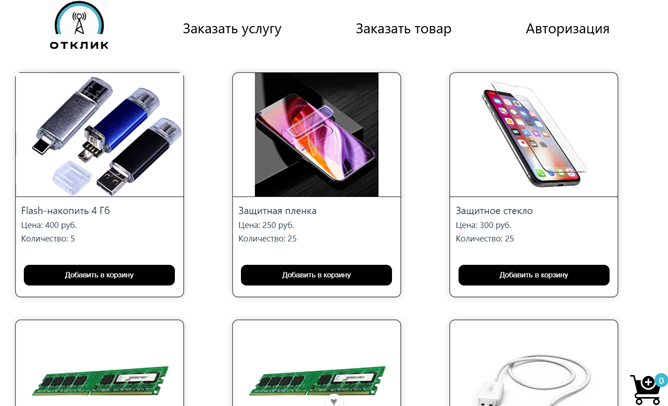 ОТКЛИК
Заказать услугу
Заказать товар
Авторизация
Flash-накопить 4 Гб
Цена: 400 руб.
Количество: 5
Добавить в корзину
Защитная пленка
Цена: 250 руб.
Количество: 25
Добавить в корзину
Защитное стекло
Цена: 300 руб.
Количество: 25
Добавить в корзину
0